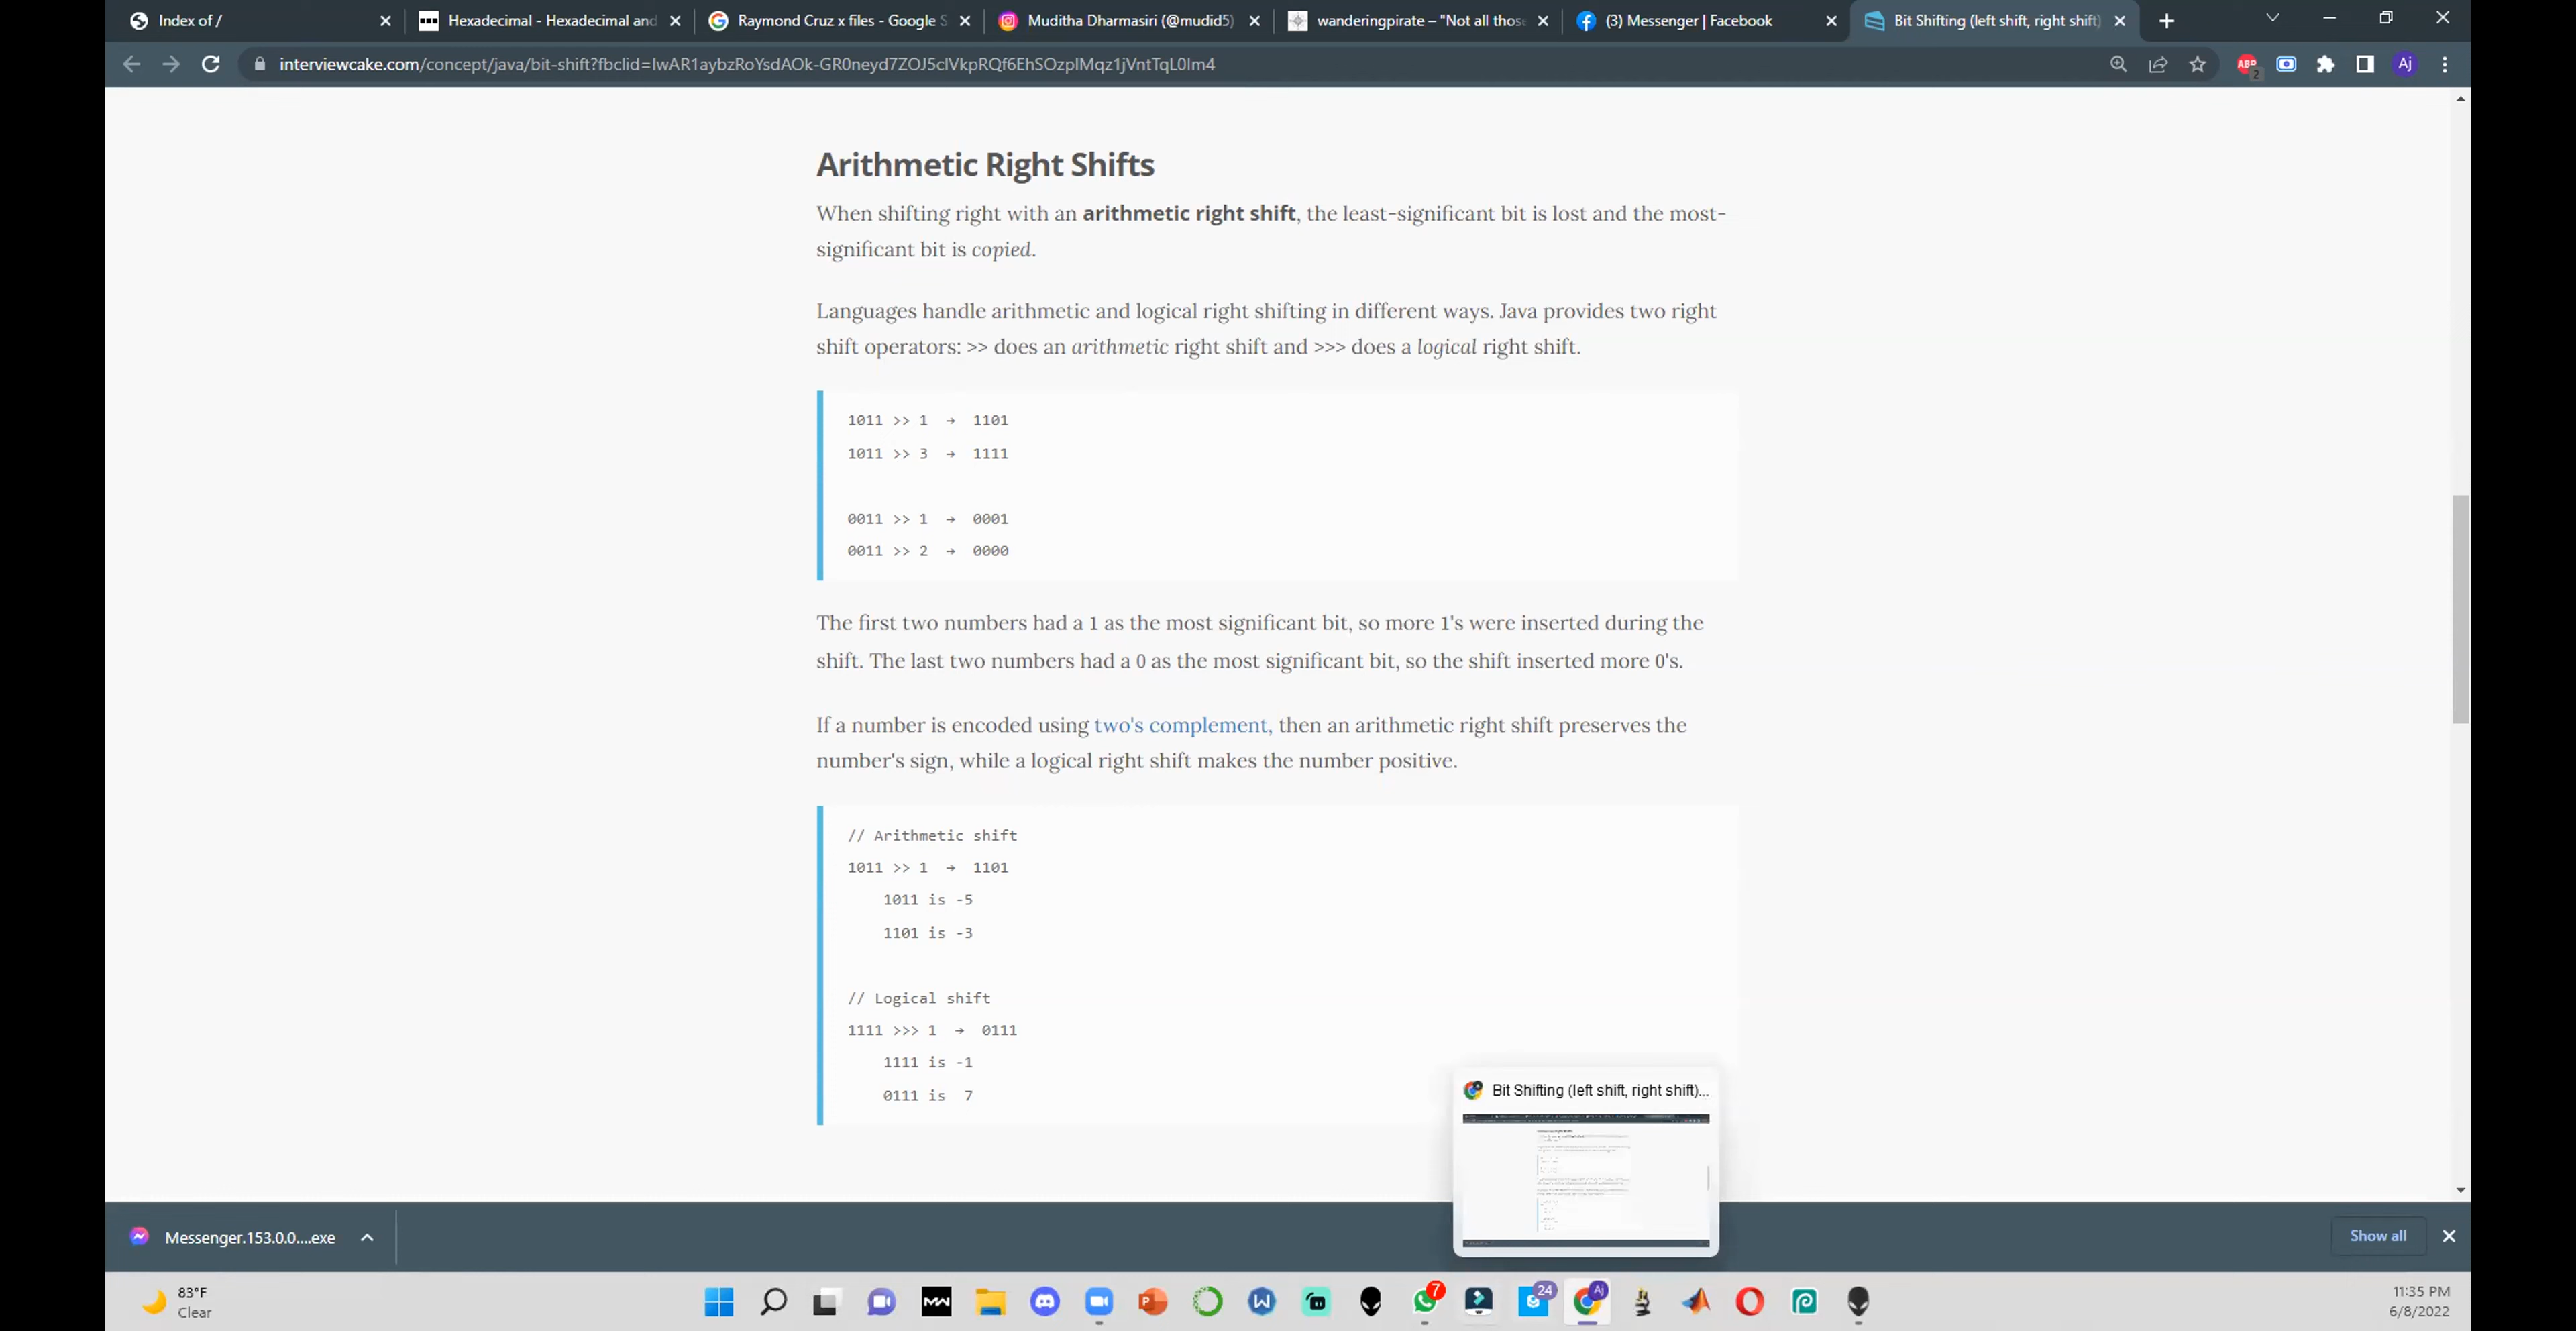 Index of /
Hexadecimal - Hexadecimal and
Raymond Cruz x files - Google S
Muditha Dharmasiri (@mudid5)
wanderingpirate – "Not all those
(3) Messenger | Facebook
Bit Shifting (left shift, right shift)
interviewcake.com/concept/java/bit-shift?fbclid=IwAR1aybzRoYsdAOk-GR0neyd7ZOJ5clVkpRQf6EhSOzpIMqz1jVntTqL0Im4
ABP
2
Aj
Arithmetic Right Shifts
When shifting right with an arithmetic right shift, the least-significant bit is lost and the most-
significant bit is copied.
Languages handle arithmetic and logical right shifting in different ways. Java provides two right
shift operators: >> does an arithmetic right shift and >>> does a logical right shift.
1011 >> 1 → 1101
1011 >> 3 → 1111
0011 >> 1 → 0001
0011 >> 2 → 0000
The first two numbers had a 1 as the most significant bit, so more 1's were inserted during the
shift. The last two numbers had a 0 as the most significant bit, so the shift inserted more 0's.
If a number is encoded using two's complement, then an arithmetic right shift preserves the
number's sign, while a logical right shift makes the number positive.
// Arithmetic shift
1011 >> 1 → 1101
1011 is -5
1101 is -3
// Logical shift
1111 >>> 1 → 0111
1111 is -1
0111 is 7
Bit Shifting (left shift, right shift)...
Messenger.153.0.0....exe
Show all
83°F
Clear
MW
P
W
7
24
Aj
11:35 PM
6/8/2022